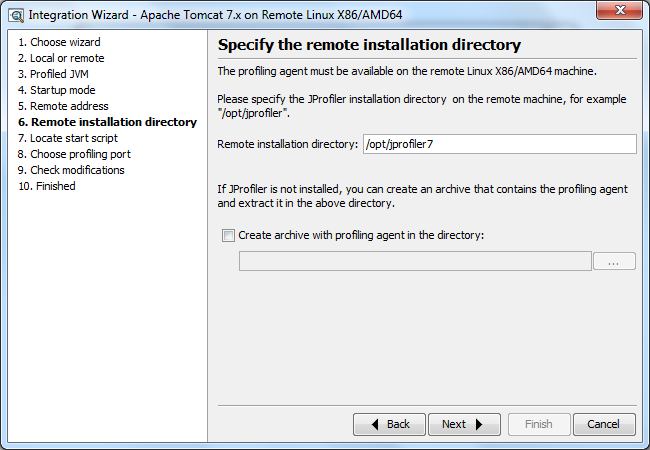 Integration Wizard - Apache Tomcat 7.x on Remote Linux X86/AMD64
1. Choose wizard
2. Local or remote
3. Profiled JVM
4. Startup mode
5. Remote address
6. Remote installation directory
7. Locate start script
8. Choose profiling port
9. Check modifications
10. Finished
Specify the remote installation directory
The profiling agent must be available on the remote Linux X86/AMD64 machine.
Please specify the JProfiler installation directory on the remote machine, for example
"/opt/jprofiler".
Remote installation directory: /opt/jprofiler7
If JProfiler is not installed, you can create an archive that contains the profiling agent
and extract it in the above directory.
Create archive with profiling agent in the directory:
...
Back Next Finish Cancel